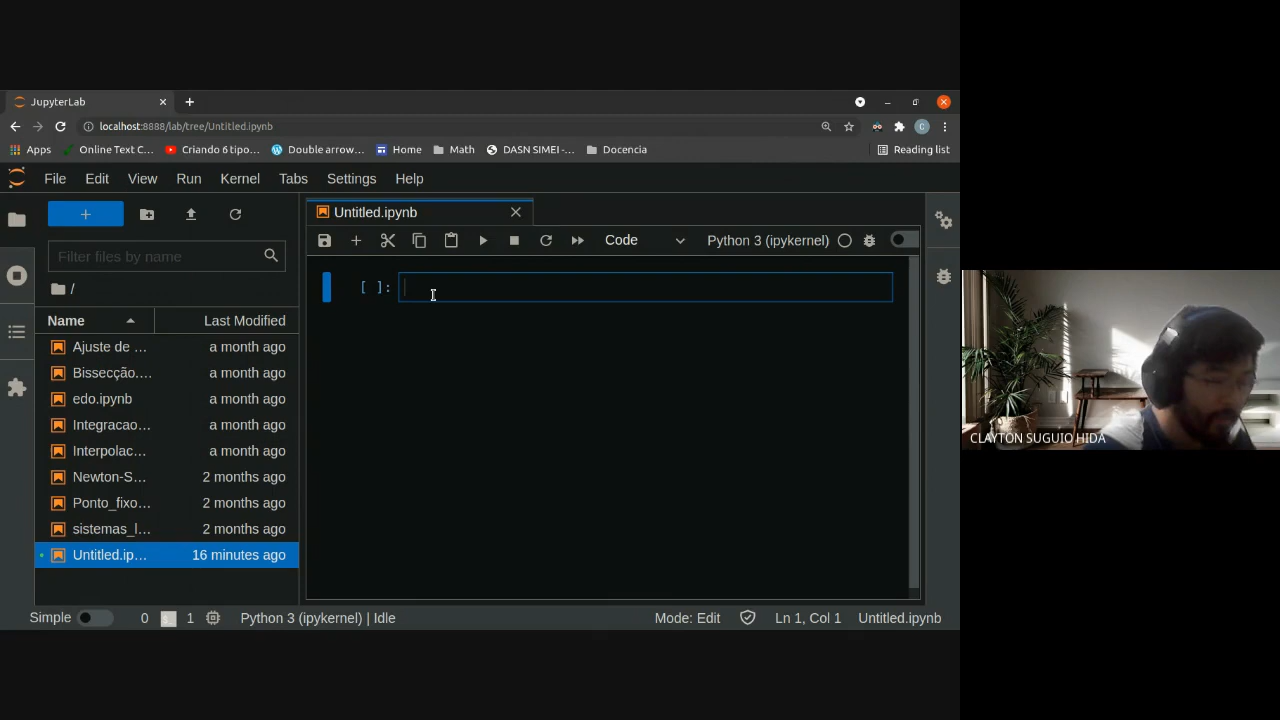 JupyterLab
localhost:8888/lab/tree/Untitled.ipynb
Apps
Online Text C...
Criando 6 tipo...
Double arrow...
Home
Math
DASN SIMEI -...
Docencia
Reading list
File Edit View Run Kernel Tabs Settings Help
Untitled.ipynb
Code
Python 3 (ipykernel)
Filter files by name
/
[ ]:
Name Last Modified
Ajuste de ... a month ago
Bissecção.... a month ago
edo.ipynb a month ago
Integracao... a month ago
Interpolac... a month ago
Newton-S... 2 months ago
Ponto_fixo... 2 months ago
sistemas_l... 2 months ago
Untitled.ip... 16 minutes ago
CLAYTON SUGUIO HIDA
Simple 0 1 Python 3 (ipykernel) | Idle Mode: Edit Ln 1, Col 1 Untitled.ipynb